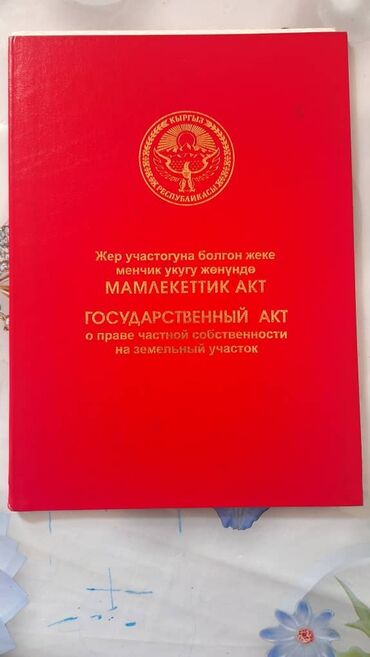 КЫРГЫЗ
РЕСПУБЛИКАСЫ
Жер участогуна болгон жеке
менчик укугу жөнүндө
МАМЛЕКЕТТИК АКТ
ГОСУДАРСТВЕННЫЙ АКТ
о праве частной собственности
на земельный участок